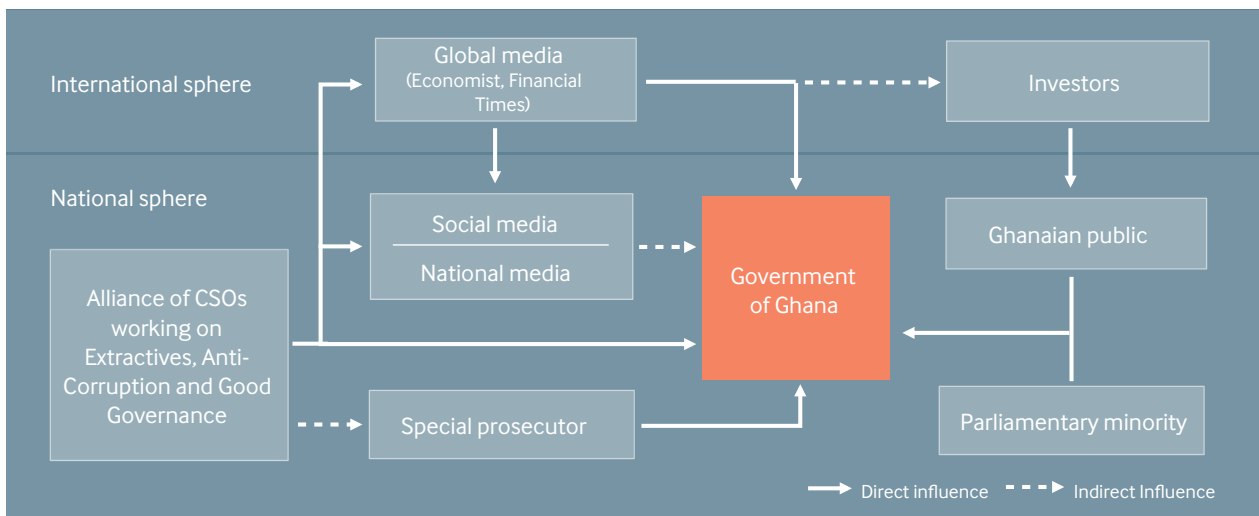 International sphere
Global media
(Economist, Financial
Times)
Investors
National sphere
Social media
National media
Government
of Ghana
Ghanaian public
Alliance of CSOs
working on
Extractives, Anti-
Corruption and Good
Governance
Special prosecutor
Parliamentary minority
Direct influence
Indirect Influence